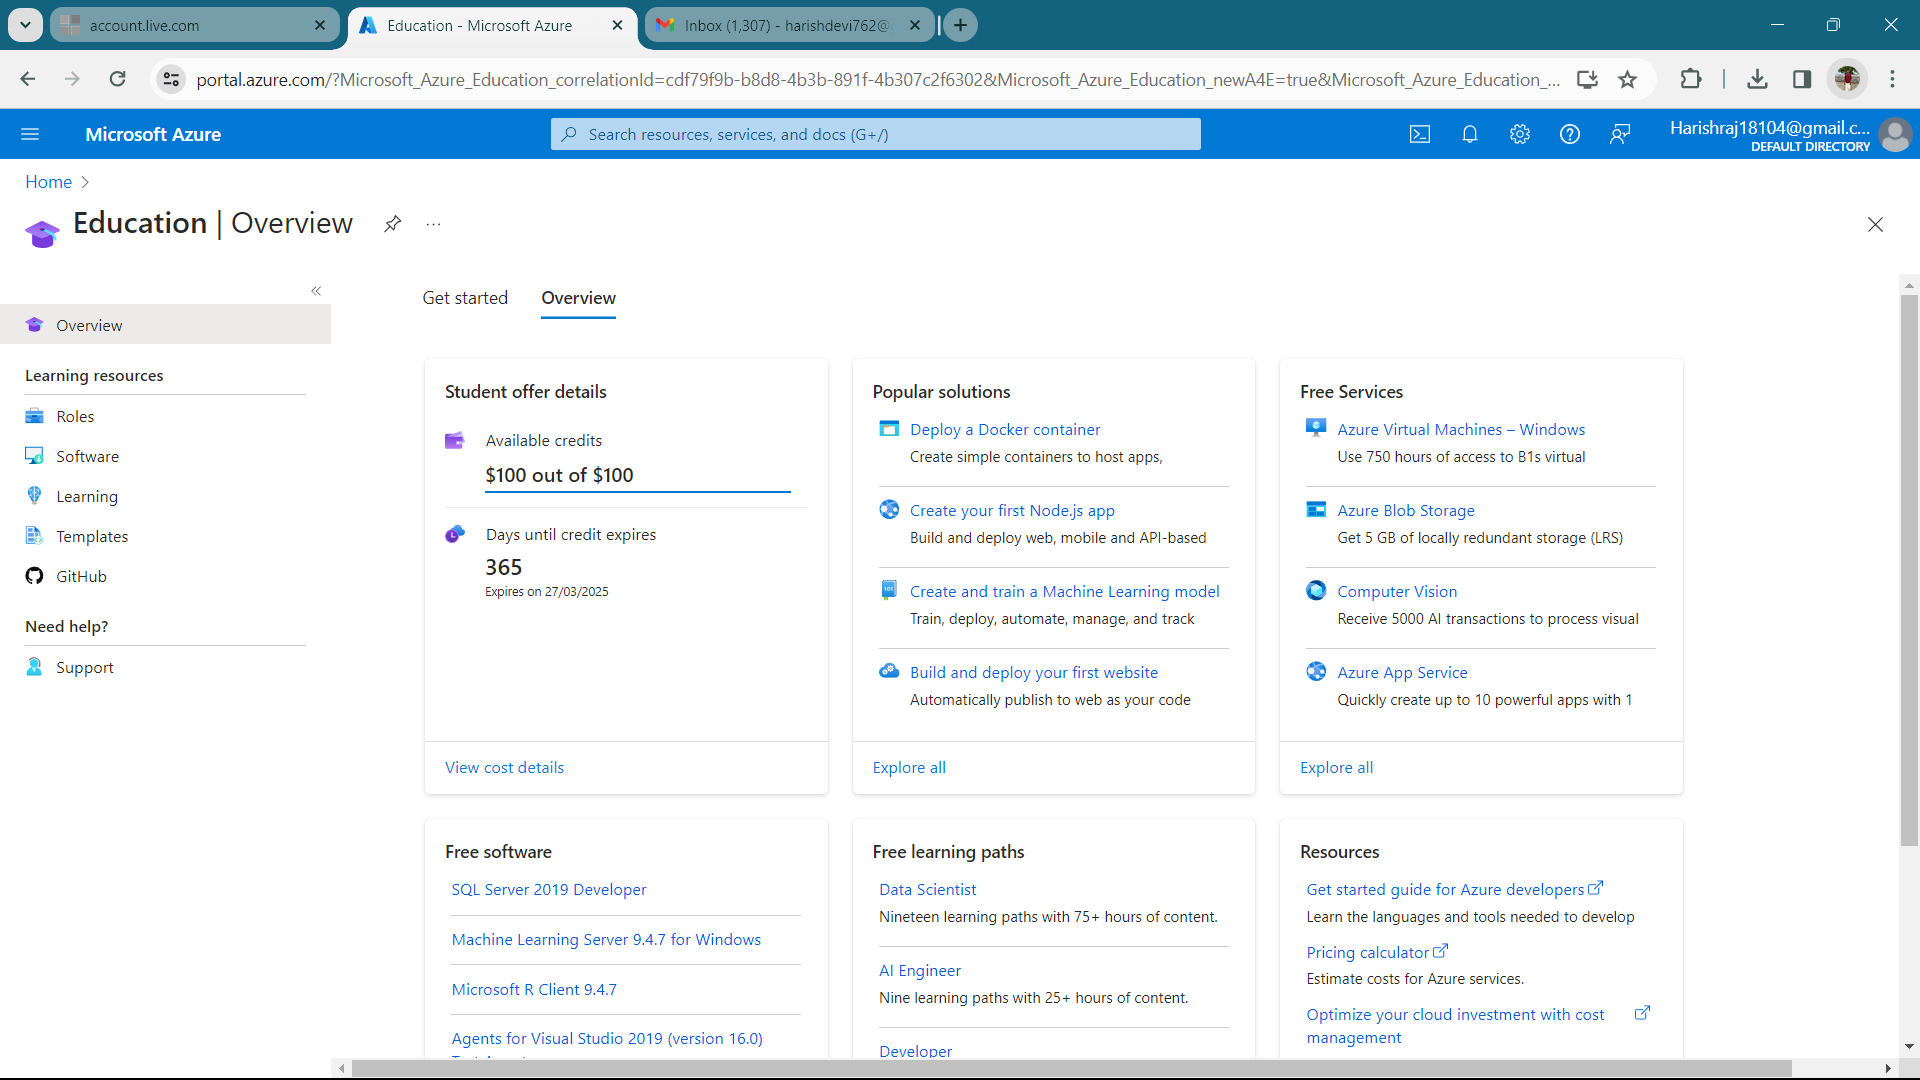 account.live.com
Education - Microsoft Azure
Inbox (1,307) - harishdevi762@
portal.azure.com/?Microsoft_Azure_Education_correlationId=cdf79f9b-b8d8-4b3b-891f-4b307c2f6302&Microsoft_Azure_Education_newA4E=true&Microsoft_Azure_Education_...
Microsoft Azure
Search resources, services, and docs (G+/)
Harishraj18104@gmail.c...
DEFAULT DIRECTORY
Home
Education | Overview
Overview
Learning resources
Roles
Software
Learning
Templates
GitHub
Need help?
Support
Get started
Overview
Student offer details
Available credits
$100 out of $100
Days until credit expires
365
Expires on 27/03/2025
View cost details
Popular solutions
Deploy a Docker container
Create simple containers to host apps,
Create your first Node.js app
Build and deploy web, mobile and API-based
Create and train a Machine Learning model
Train, deploy, automate, manage, and track
Build and deploy your first website
Automatically publish to web as your code
Explore all
Free Services
Azure Virtual Machines – Windows
Use 750 hours of access to B1s virtual
Azure Blob Storage
Get 5 GB of locally redundant storage (LRS)
Computer Vision
Receive 5000 AI transactions to process visual
Azure App Service
Quickly create up to 10 powerful apps with 1
Explore all
Free software
SQL Server 2019 Developer
Machine Learning Server 9.4.7 for Windows
Microsoft R Client 9.4.7
Agents for Visual Studio 2019 (version 16.0)
Free learning paths
Data Scientist
Nineteen learning paths with 75+ hours of content.
AI Engineer
Nine learning paths with 25+ hours of content.
Developer
Resources
Get started guide for Azure developers
Learn the languages and tools needed to develop
Pricing calculator
Estimate costs for Azure services.
Optimize your cloud investment with cost
management